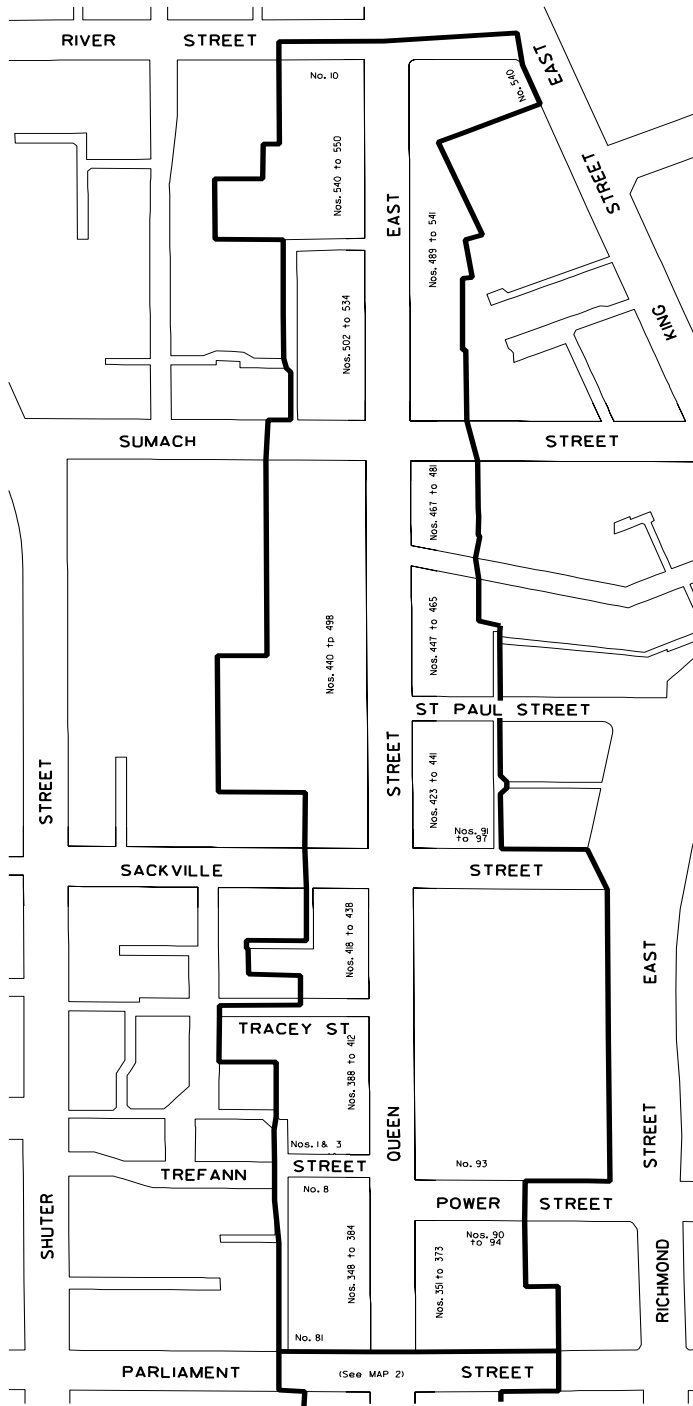 RIVER STREET
No. 10
No. 540
EAST
STREET
KING
Nos. 540 to 550
EAST
Nos. 489 to 541
Nos. 502 to 534
SUMACH STREET
Nos. 467 to 481
Nos. 440 tp 498
Nos. 447 to 465
ST PAUL STREET
STREET
STREET
Nos. 423 to 441
Nos. 91
to 97
SACKVILLE STREET
Nos. 418 to 438
EAST
TRACEY ST
Nos. 388 to 412
QUEEN
STREET
Nos. 1 & 3
TREFANN STREET
No. 93
No. 8
POWER STREET
SHUTER
Nos. 90
to 94
Nos. 348 to 384
Nos. 351 to 373
RICHMOND
No. 81
PARLIAMENT STREET
(See MAP 2)